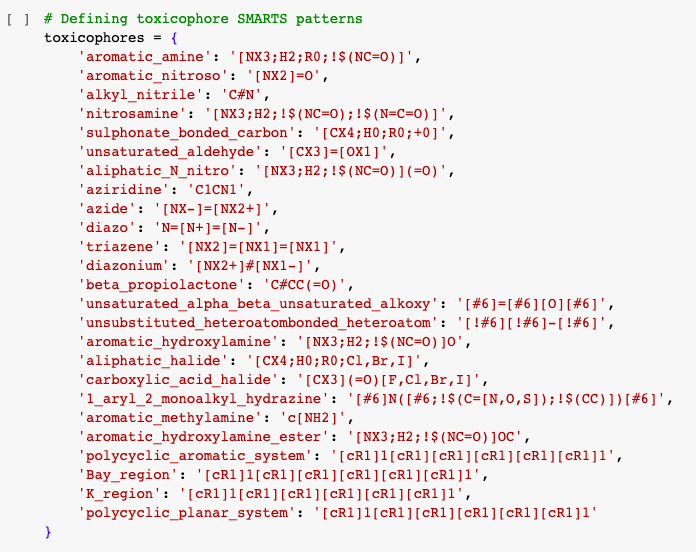 [ ] # Defining toxicophore SMARTS patterns
toxicophores = {
'aromatic_amine': '[NX3;H2;R0;!$(NC=O)]',
'aromatic_nitroso': '[NX2]=O',
'alkyl_nitrile': 'C#N',
'nitrosamine': '[NX3;H2;!$(NC=O);!$(N=C=O)]',
'sulphonate_bonded_carbon': '[CX4;H0;R0;+0]',
'unsaturated_aldehyde': '[CX3]=[OX1]',
'aliphatic_N_nitro': '[NX3;H2;!$(NC=O)](=O)',
'aziridine': 'C1CN1',
'azide': '[NX-]=[NX2+]',
'diazo': 'N=[N+]=[N-]',
'triazene': '[NX2]=[NX1]=[NX1]',
'diazonium': '[NX2+]#[NX1-]',
'beta_propiolactone': 'C#CC(=O)',
'unsaturated_alpha_beta_unsaturated_alkoxy': '[#6]=[#6][O][#6]',
'unsubstituted_heteroatombonded_heteroatom': '[!#6][!#6]-[!#6]',
'aromatic_hydroxylamine': '[NX3;H2;!$(NC=O)]O',
'aliphatic_halide': '[CX4;H0;R0;Cl,Br,I]',
'carboxylic_acid_halide': '[CX3](=O)[F,Cl,Br,I]',
'1_aryl_2_monoalkyl_hydrazine': '[#6]N([#6;!$(C=[N,O,S]);!$(CC)])[#6]',
'aromatic_methylamine': 'c[NH2]',
'aromatic_hydroxylamine_ester': '[NX3;H2;!$(NC=O)]OC',
'polycyclic_aromatic_system': '[cR1]1[cR1][cR1][cR1][cR1][cR1]1',
'Bay_region': '[cR1]1[cR1][cR1][cR1][cR1][cR1][cR1]1',
'K_region': '[cR1]1[cR1][cR1][cR1][cR1][cR1]1',
'polycyclic_planar_system': '[cR1]1[cR1][cR1][cR1][cR1][cR1]1'
}